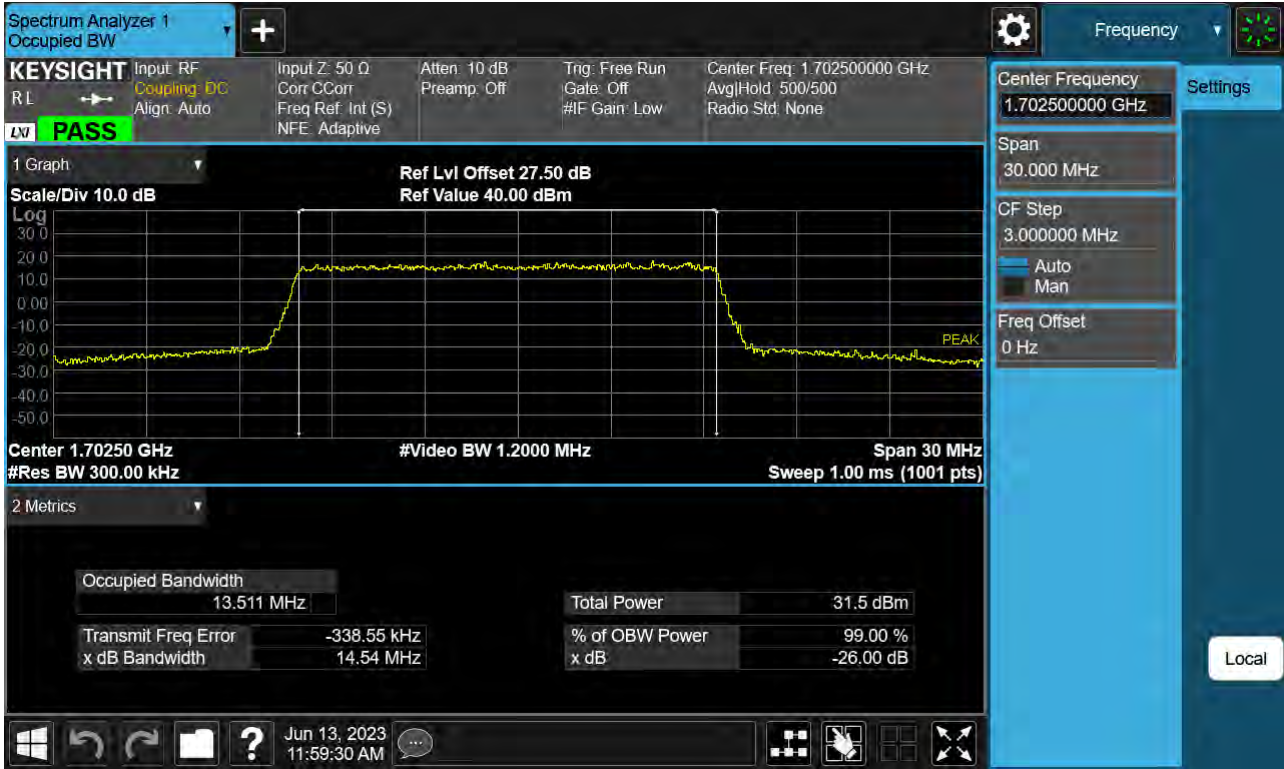 Spectrum Analyzer 1
Occupied BW
Frequency
KEYSIGHT
RL
LXI
PASS
Input: RF
Coupling: DC
Align: Auto
Input Z: 50 Ω
Corr CCorr
Freq Ref: Int (S)
NFE: Adaptive
Atten: 10 dB
Preamp: Off
Trig: Free Run
Gate: Off
#IF Gain: Low
Center Freq: 1.702500000 GHz
Avg|Hold: 500/500
Radio Std: None
1 Graph
Scale/Div 10.0 dB
Ref Lvl Offset 27.50 dB
Ref Value 40.00 dBm
Log
30.0
20.0
10.0
0.00
-10.0
-20.0
-30.0
-40.0
-50.0
PEAK
Center 1.70250 GHz
#Video BW 1.2000 MHz
Span 30 MHz
#Res BW 300.00 kHz
Sweep 1.00 ms (1001 pts)
2 Metrics
Occupied Bandwidth
13.511 MHz
Total Power 31.5 dBm
Transmit Freq Error -338.55 kHz
% of OBW Power 99.00 %
x dB Bandwidth 14.54 MHz
x dB -26.00 dB
Center Frequency
1.702500000 GHz
Settings
Span
30.000 MHz
CF Step
3.000000 MHz
Auto
Man
Freq Offset
0 Hz
Local
?
Jun 13, 2023
11:59:30 AM